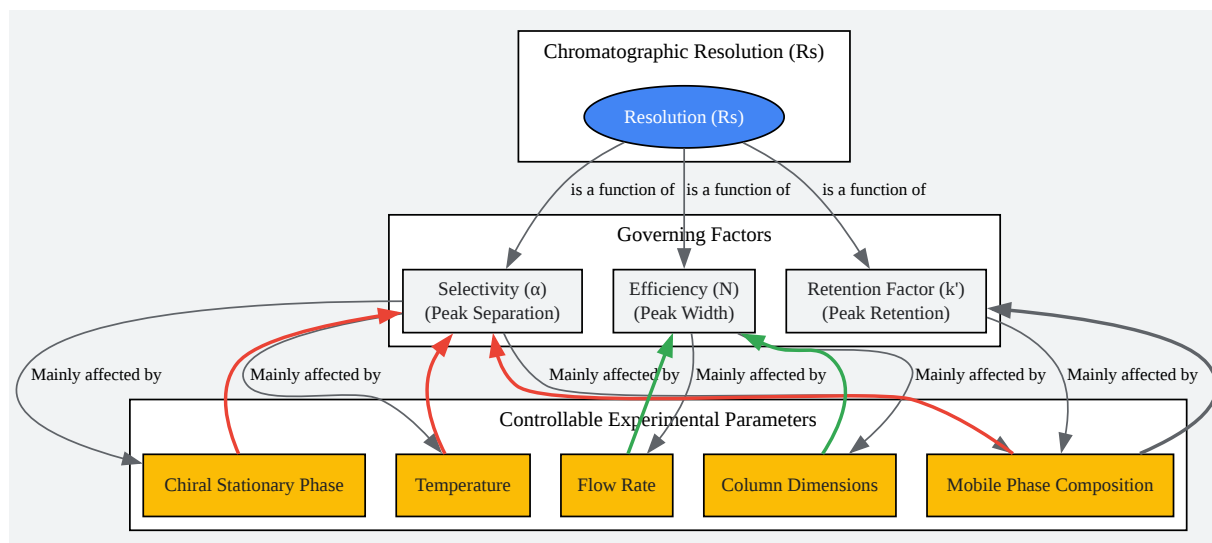 Chromatographic Resolution (Rs)
Resolution (Rs)
is a function of
is a function of
is a function of
Governing Factors
Selectivity (α)
(Peak Separation)
Efficiency (N)
(Peak Width)
Retention Factor (k')
(Peak Retention)
Mainly affected by
Mainly affected by
Mainly affected by
Mainly affected by
Mainly affected by
Mainly affected by
Controllable Experimental Parameters
Chiral Stationary Phase
Temperature
Flow Rate
Column Dimensions
Mobile Phase Composition